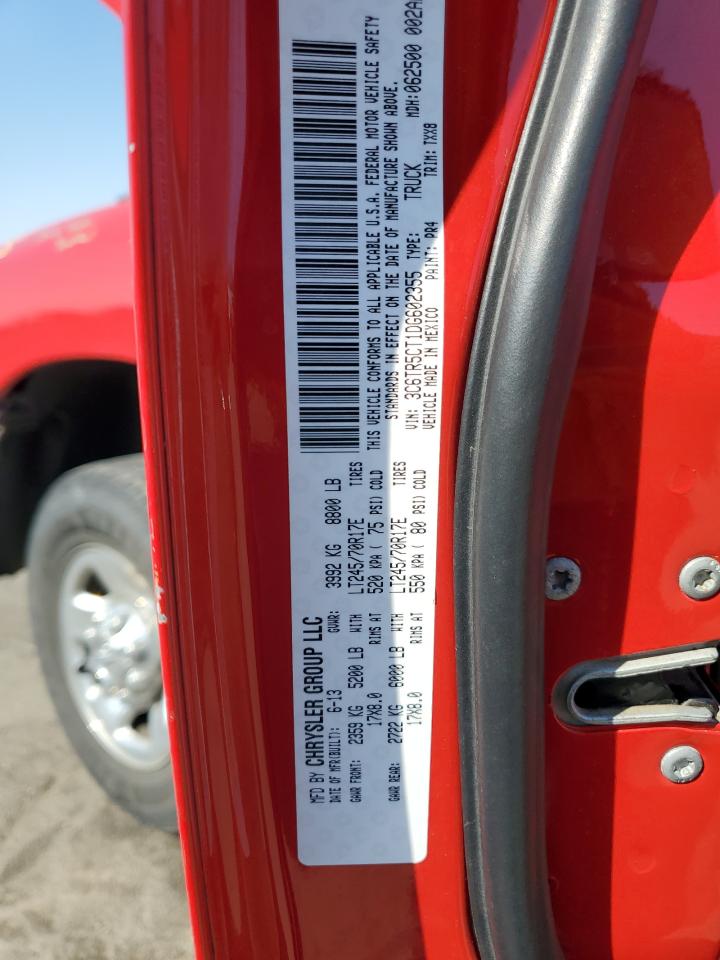 MFD BY CHRYSLER GROUP LLC
DATE OF MFR(BUILT): 6-13 GVWR: 3992 KG 8800 LB
GAWR FRONT: 2359 KG 5200 LB WITH LT245/70R17E TIRES
17X8.0 RIMS AT 520 KPA( 75 PSI) COLD
GAWR REAR: 2722 KG 6000 LB WITH LT245/70R17E TIRES
17X8.0 RIMS AT 550 KPA( 80 PSI) COLD
THIS VEHICLE CONFORMS TO ALL APPLICABLE U.S.A. FEDERAL MOTOR VEHICLE SAFETY
STANDARDS IN EFFECT ON THE DATE OF MANUFACTURE SHOWN ABOVE.
VIN: 3C6TR5CT1DG602355 TYPE: TRUCK MDH:062500 002A
VEHICLE MADE IN MEXICO PAINT: PR4 TRIM: TXX8